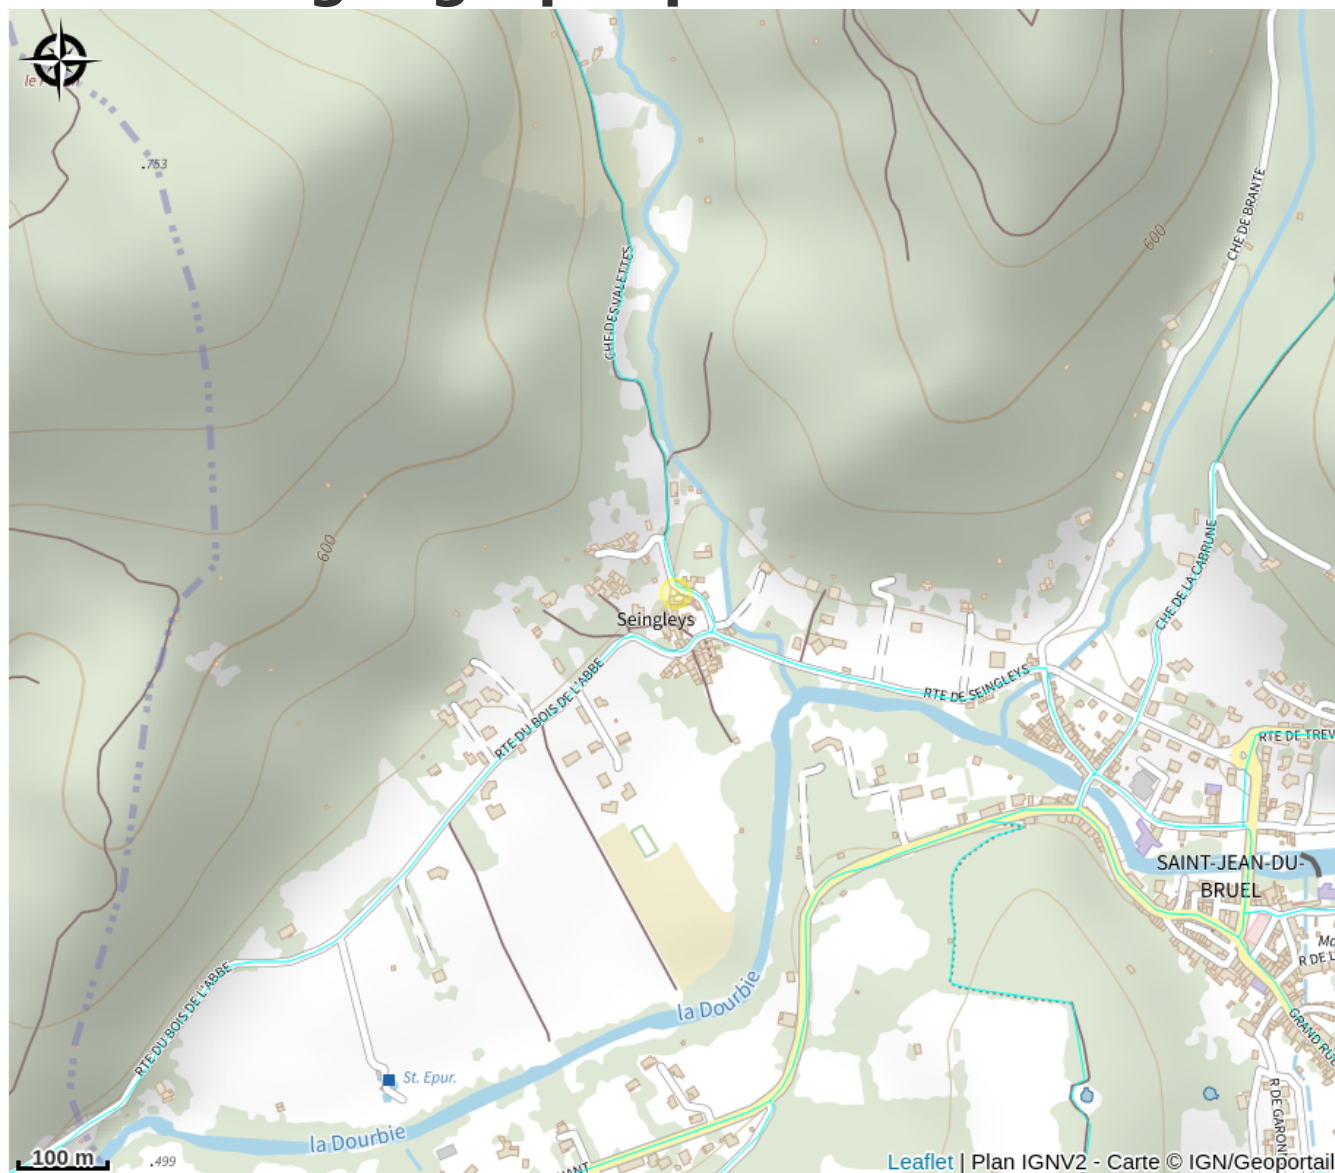 .753
CHE DE BRANTE
600
CHE DES VALETTES
600
CHE DE LA CABRUNE
Seingleys
RTE DU BOIS DE L'ABBE
RTE DE SEINGLEYS
RTE DE TREV
SAINT-JEAN-DU-
BRUEL
R DE L
RTE DU BOIS DE L'ABBE
la Dourbie
GRAND RUE
St. Epur.
R DE GARON
la Dourbie
100 m
.499
Leaflet | Plan IGNV2 - Carte © IGN/Geoportail